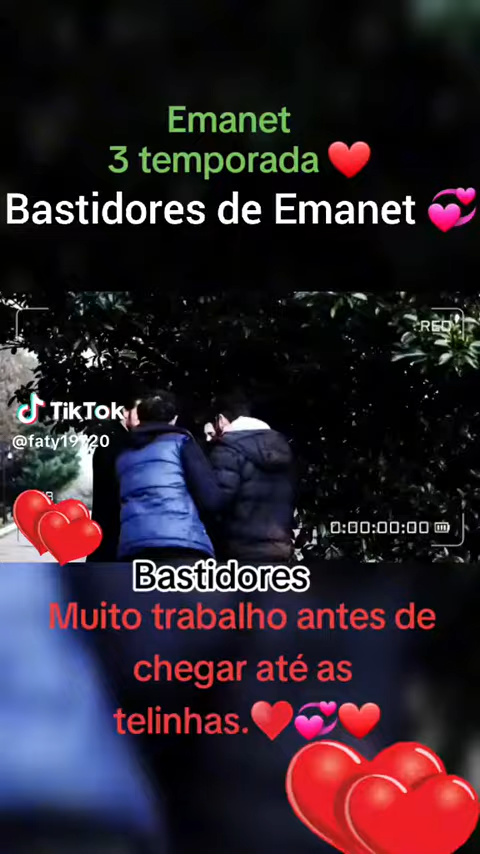 Emanet
3 temporada ❤️
Bastidores de Emanet 💞
REC
TikTok
@faty19720
0:00:00:00
Bastidores
Muito trabalho antes de
chegar até as
telinhas.❤️💞❤️